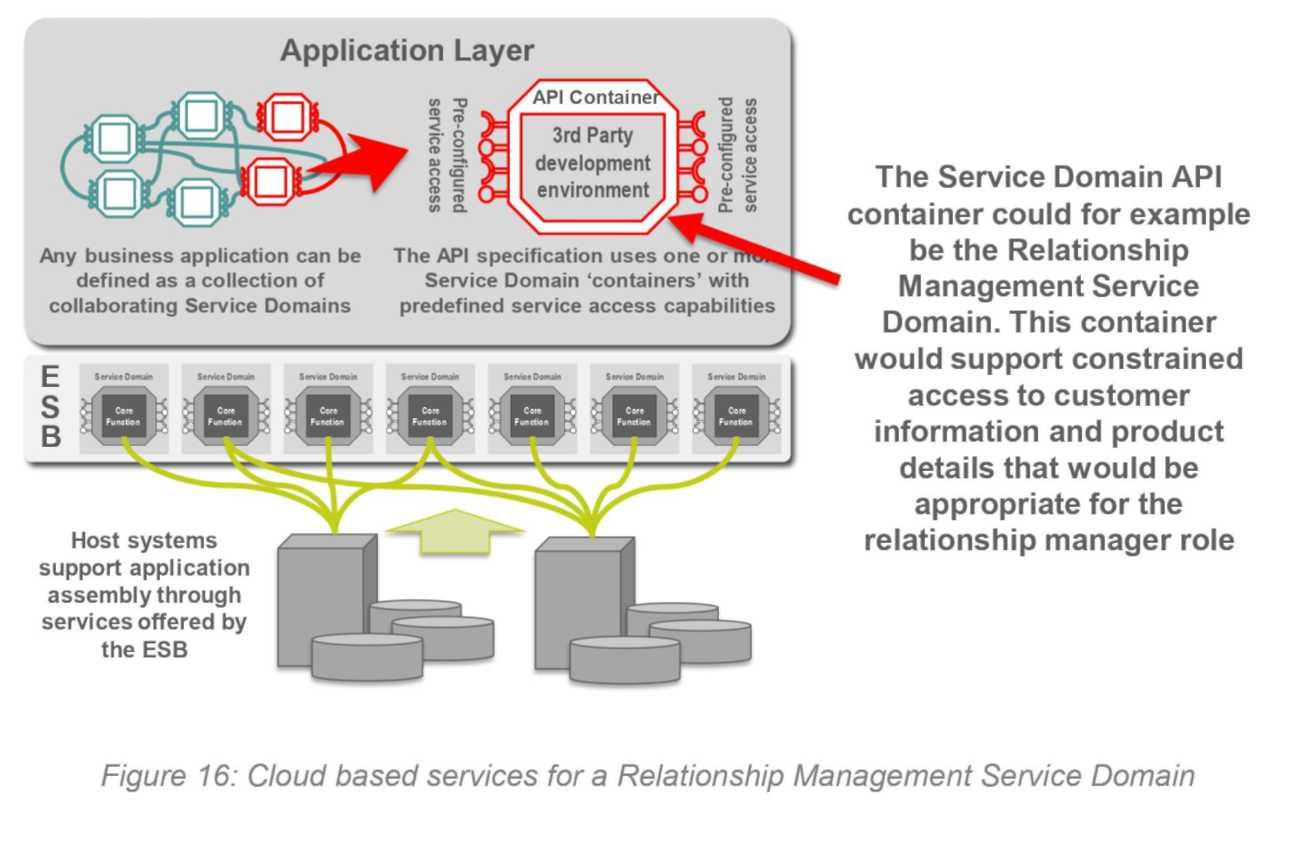 Application Layer
Pre-configured
service access
API Container
3rd Party
development
environment
Pre-configured
service access
Any business application can be
defined as a collection of
collaborating Service Domains
The API specification uses one or mo
Service Domain ‘containers’ with
predefined service access capabilities
The Service Domain API
container could for example
be the Relationship
Management Service
Domain. This container
would support constrained
access to customer
information and product
details that would be
appropriate for the
relationship manager role
E
S
B
Service Domain
Core
Function
Service Domain
Core
Function
Service Domain
Core
Function
Service Domain
Core
Function
Service Domain
Core
Function
Service Domain
Core
Function
Service Domain
Core
Function
Host systems
support application
assembly through
services offered by
the ESB
Figure 16: Cloud based services for a Relationship Management Service Domain